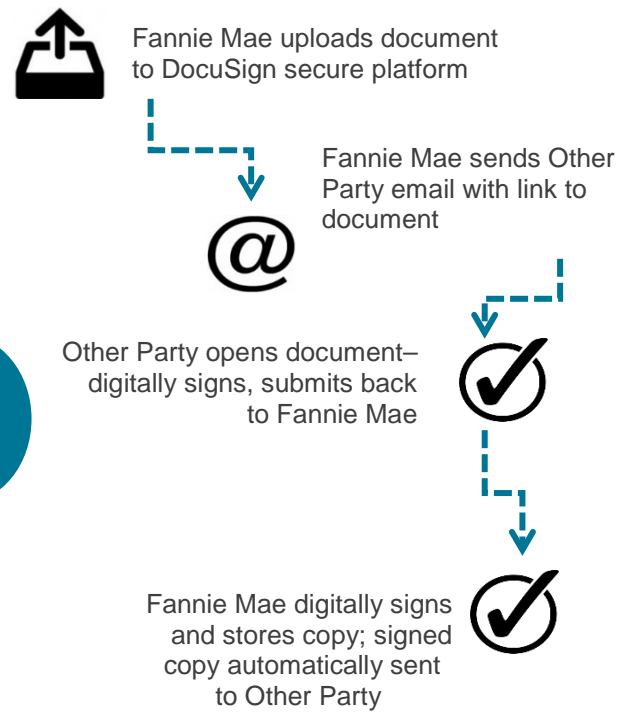 Fannie Mae uploads document
to DocuSign secure platform
Fannie Mae sends Other
Party email with link to
document
@
Other Party opens document–
digitally signs, submits back
to Fannie Mae
Fannie Mae digitally signs
and stores copy; signed
copy automatically sent
to Other Party